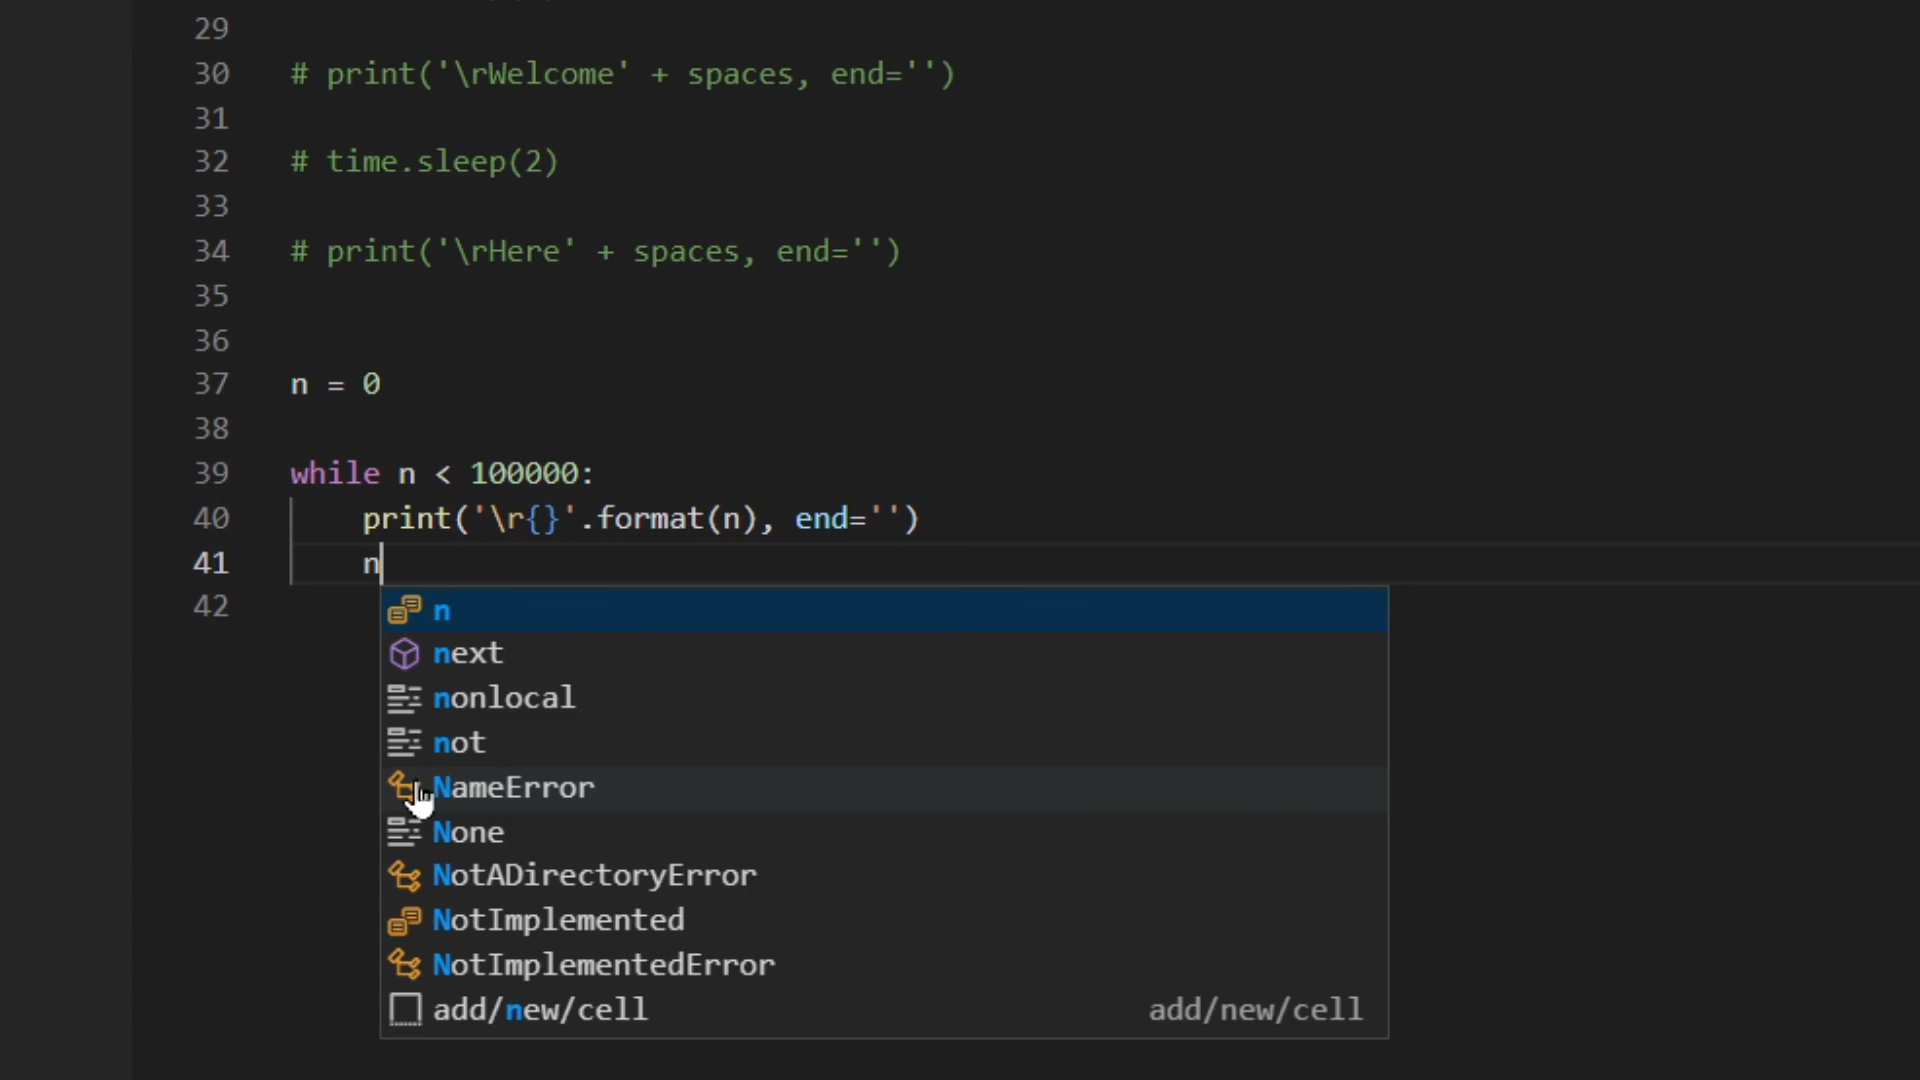 29
30 # print('\rWelcome' + spaces, end='')
31
32 # time.sleep(2)
33
34 # print('\rHere' + spaces, end='')
35
36
37 n = 0
38
39 while n < 100000:
40     print('\r{}'.format(n), end='')
41     n
42
n
next
nonlocal
not
NameError
None
NotADirectoryError
NotImplemented
NotImplementedError
add/new/cell add/new/cell